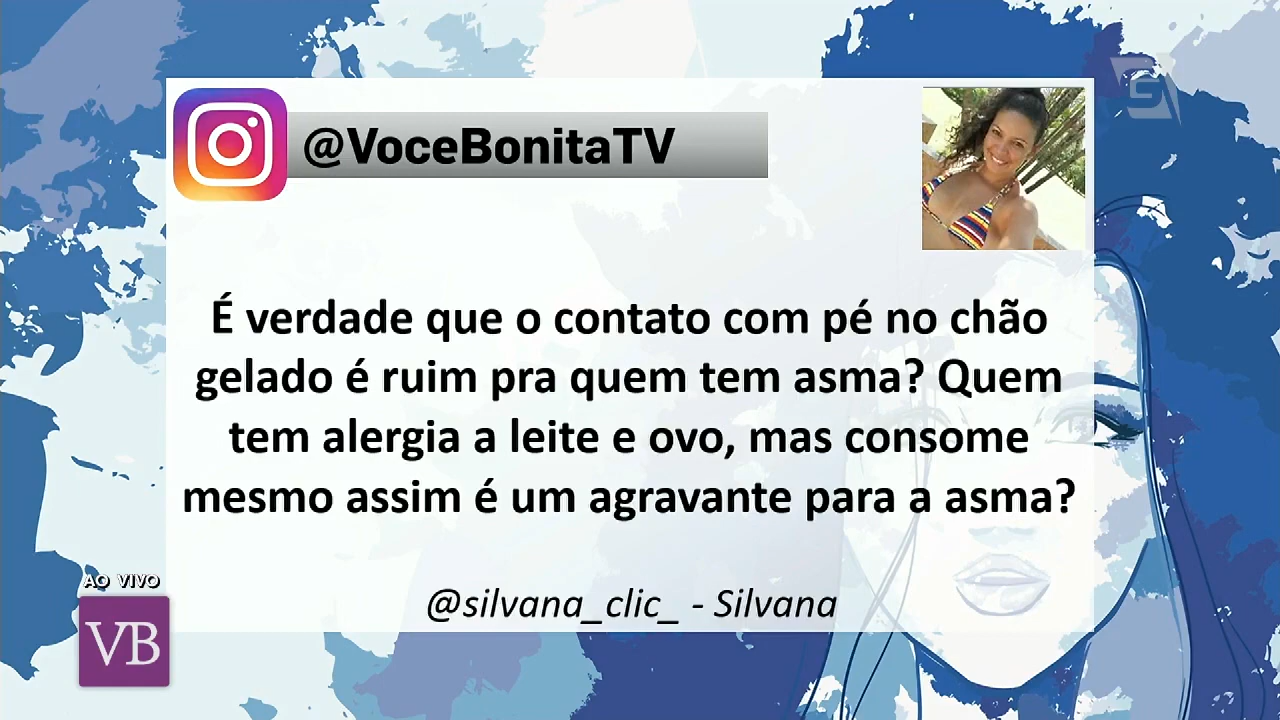 @VoceBonitaTV
É verdade que o contato com pé no chão
gelado é ruim pra quem tem asma? Quem
tem alergia a leite e ovo, mas consome
mesmo assim é um agravante para a asma?
@silvana_clic_ - Silvana
AO VIVO
VB
G